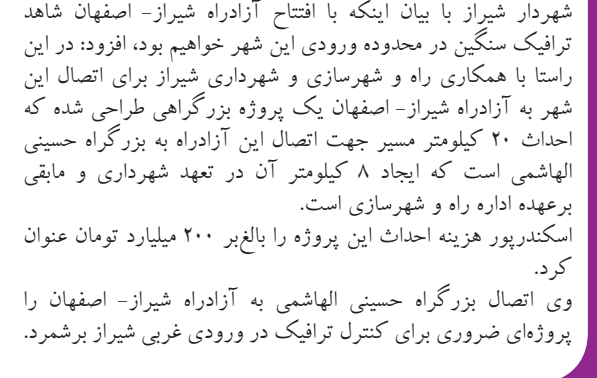 شهردار شیراز با بیان اینکه با افتتاح آزادراه شیراز- اصفهان شاهد
ترافیک سنگین در محدوده ورودی این شهر خواهیم بود، افزود: در این
راستا با همکاری راه و شهرسازی و شهرداری شیراز برای اتصال این
شهر به آزادراه شیراز- اصفهان یک پروژه بزرگراهی طراحی شده که
احداث ۲۰ کیلومتر مسیر جهت اتصال این آزادراه به بزرگراه حسینی
الهاشمی است که ایجاد ۸ کیلومتر آن در تعهد شهرداری و مابقی
برعهده اداره راه و شهرسازی است.
اسکندرپور هزینه احداث این پروژه را بالغ‌بر ۲۰۰ میلیارد تومان عنوان
کرد.
وی اتصال بزرگراه حسینی الهاشمی به آزادراه شیراز- اصفهان را
پروژه‌ای ضروری برای کنترل ترافیک در ورودی غربی شیراز برشمرد.